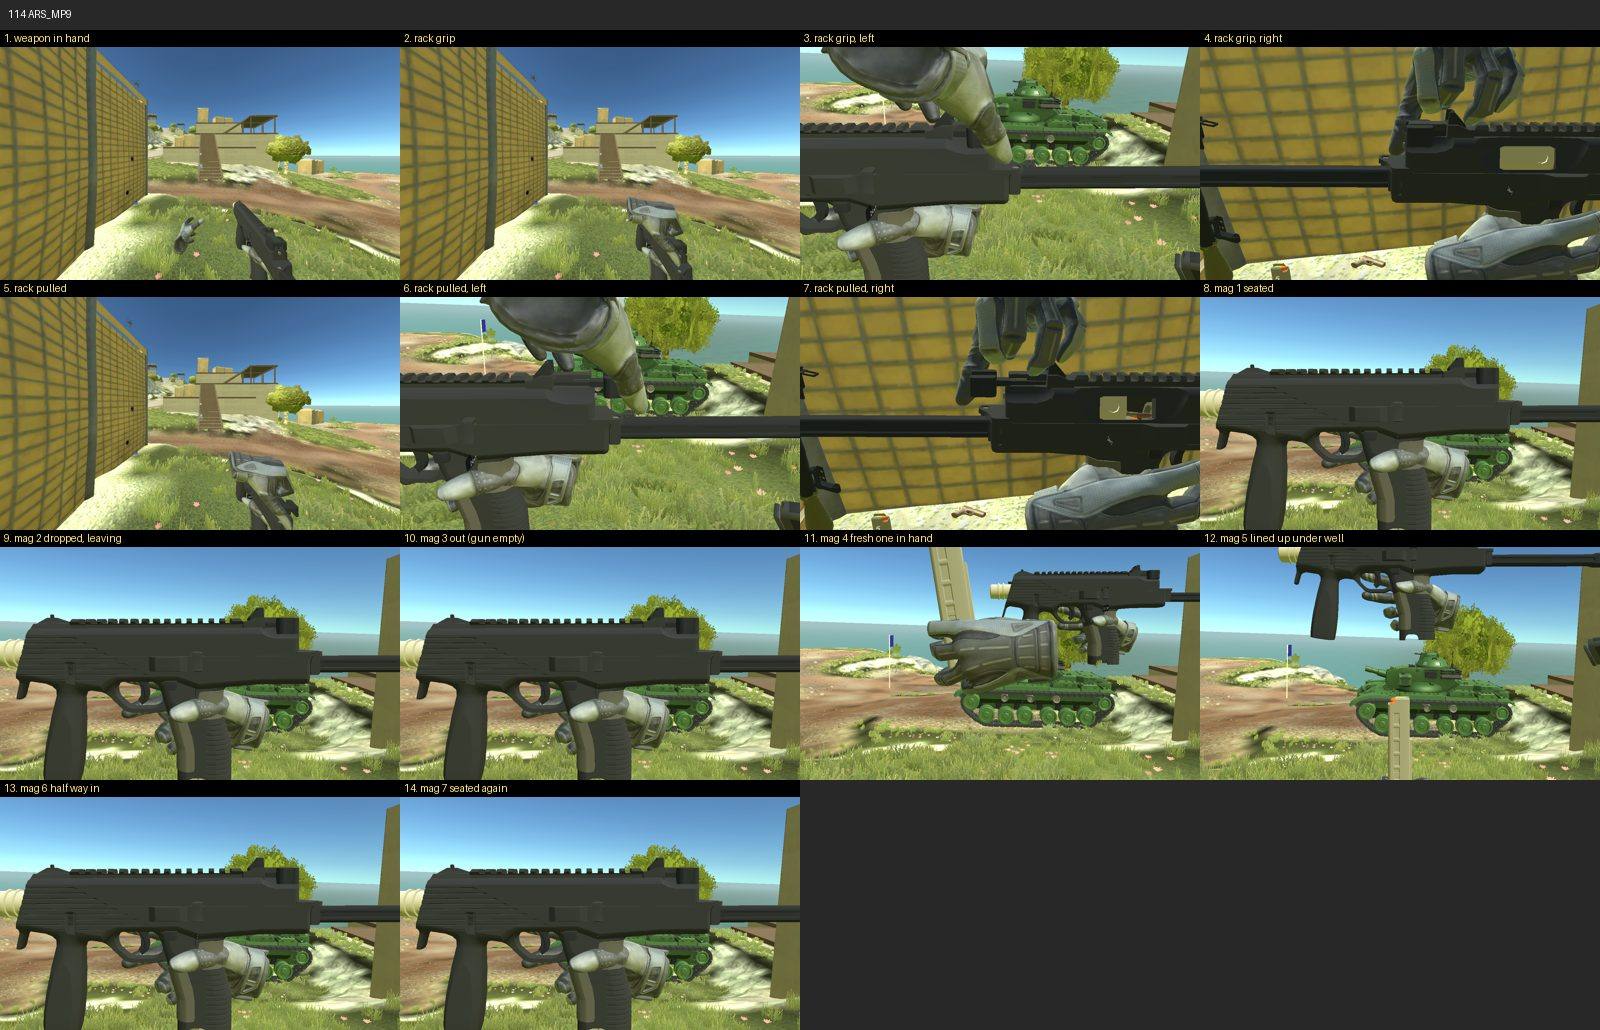 114 ARS_MP9
1. weapon in hand
2. rack grip
3. rack grip, left
4. rack grip, right
5. rack pulled
6. rack pulled, left
7. rack pulled, right
8. mag 1 seated
9. mag 2 dropped, leaving
10. mag 3 out (gun empty)
11. mag 4 fresh one in hand
12. mag 5 lined up under well
13. mag 6 half way in
14. mag 7 seated again